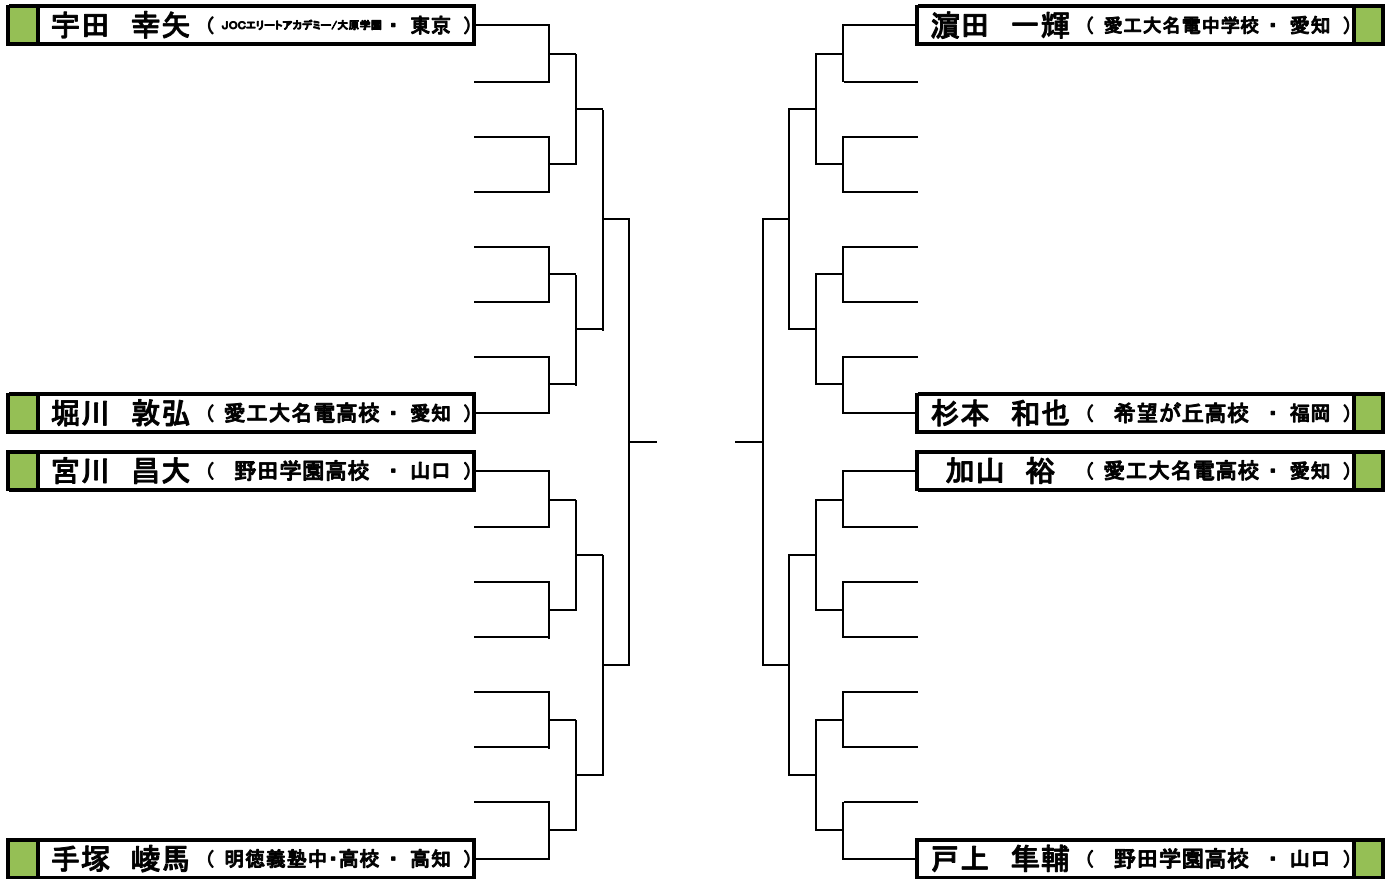 宇田　幸矢 （ JOCエリートアカデミー/大原学園 ・ 東京 ）
堀川　敦弘 （ 愛工大名電高校 ・ 愛知 ）
宮川　昌大 （ 野田学園高校 ・ 山口 ）
手塚　崚馬 （ 明徳義塾中・高校 ・ 高知 ）
濵田　一輝 （ 愛工大名電中学校 ・ 愛知 ）
杉本　和也 （ 希望が丘高校 ・ 福岡 ）
加山　裕 （ 愛工大名電高校 ・ 愛知 ）
戸上　隼輔 （ 野田学園高校 ・ 山口 ）